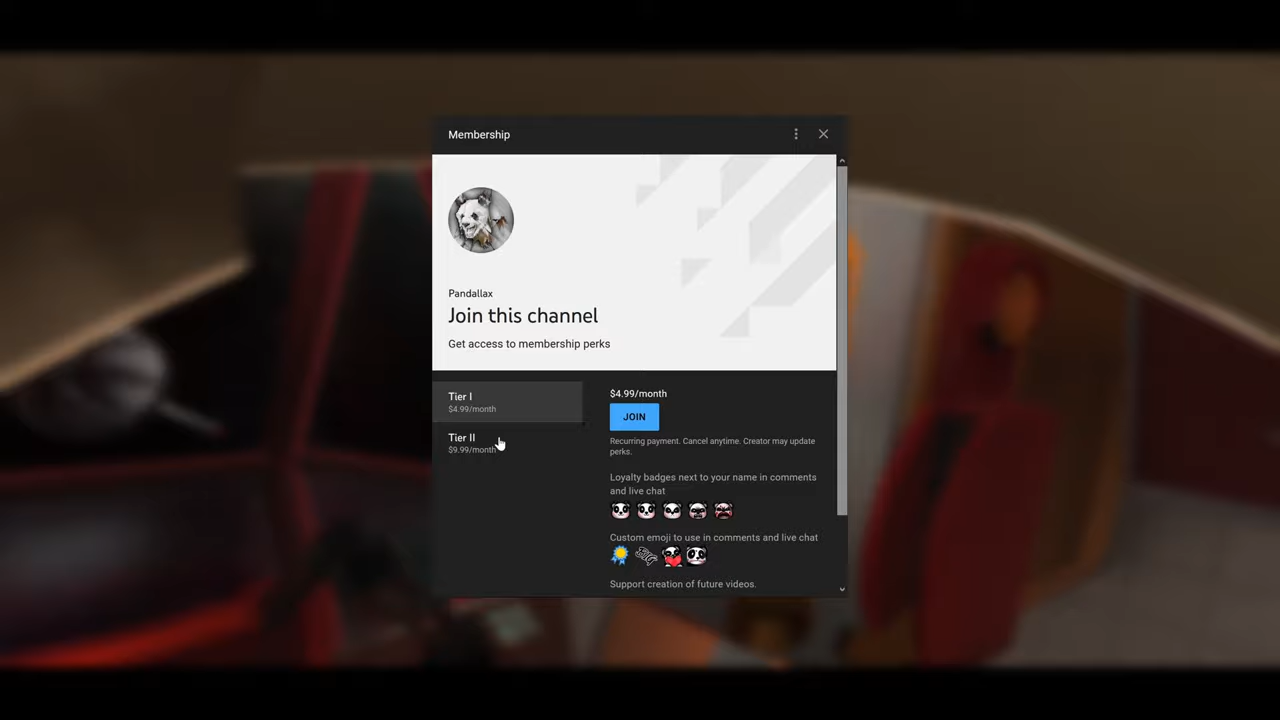 Membership
Pandallax
Join this channel
Get access to membership perks
Tier I
$4.99/month
Tier II
$9.99/month
$4.99/month
JOIN
Recurring payment. Cancel anytime. Creator may update
perks.
Loyalty badges next to your name in comments
and live chat
Custom emoji to use in comments and live chat
Support creation of future videos.